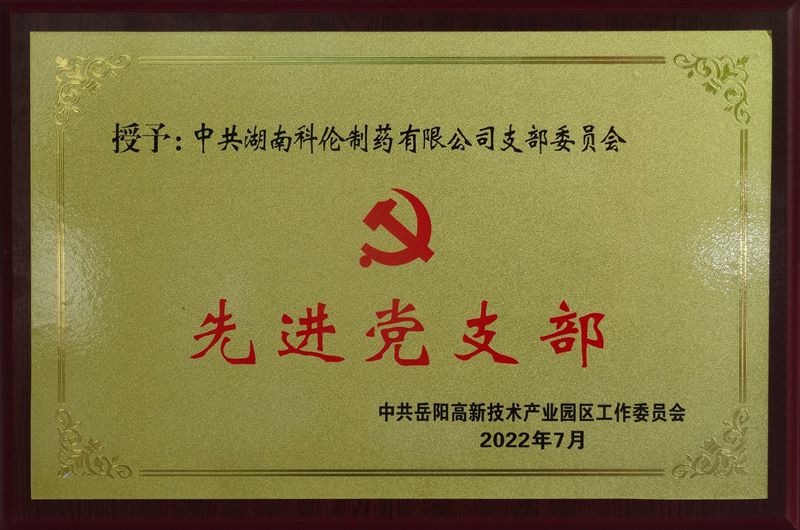 授予：中共湖南科伦制药有限公司支部委员会
先进党支部
中共岳阳高新技术产业园区工作委员会
2022年7月